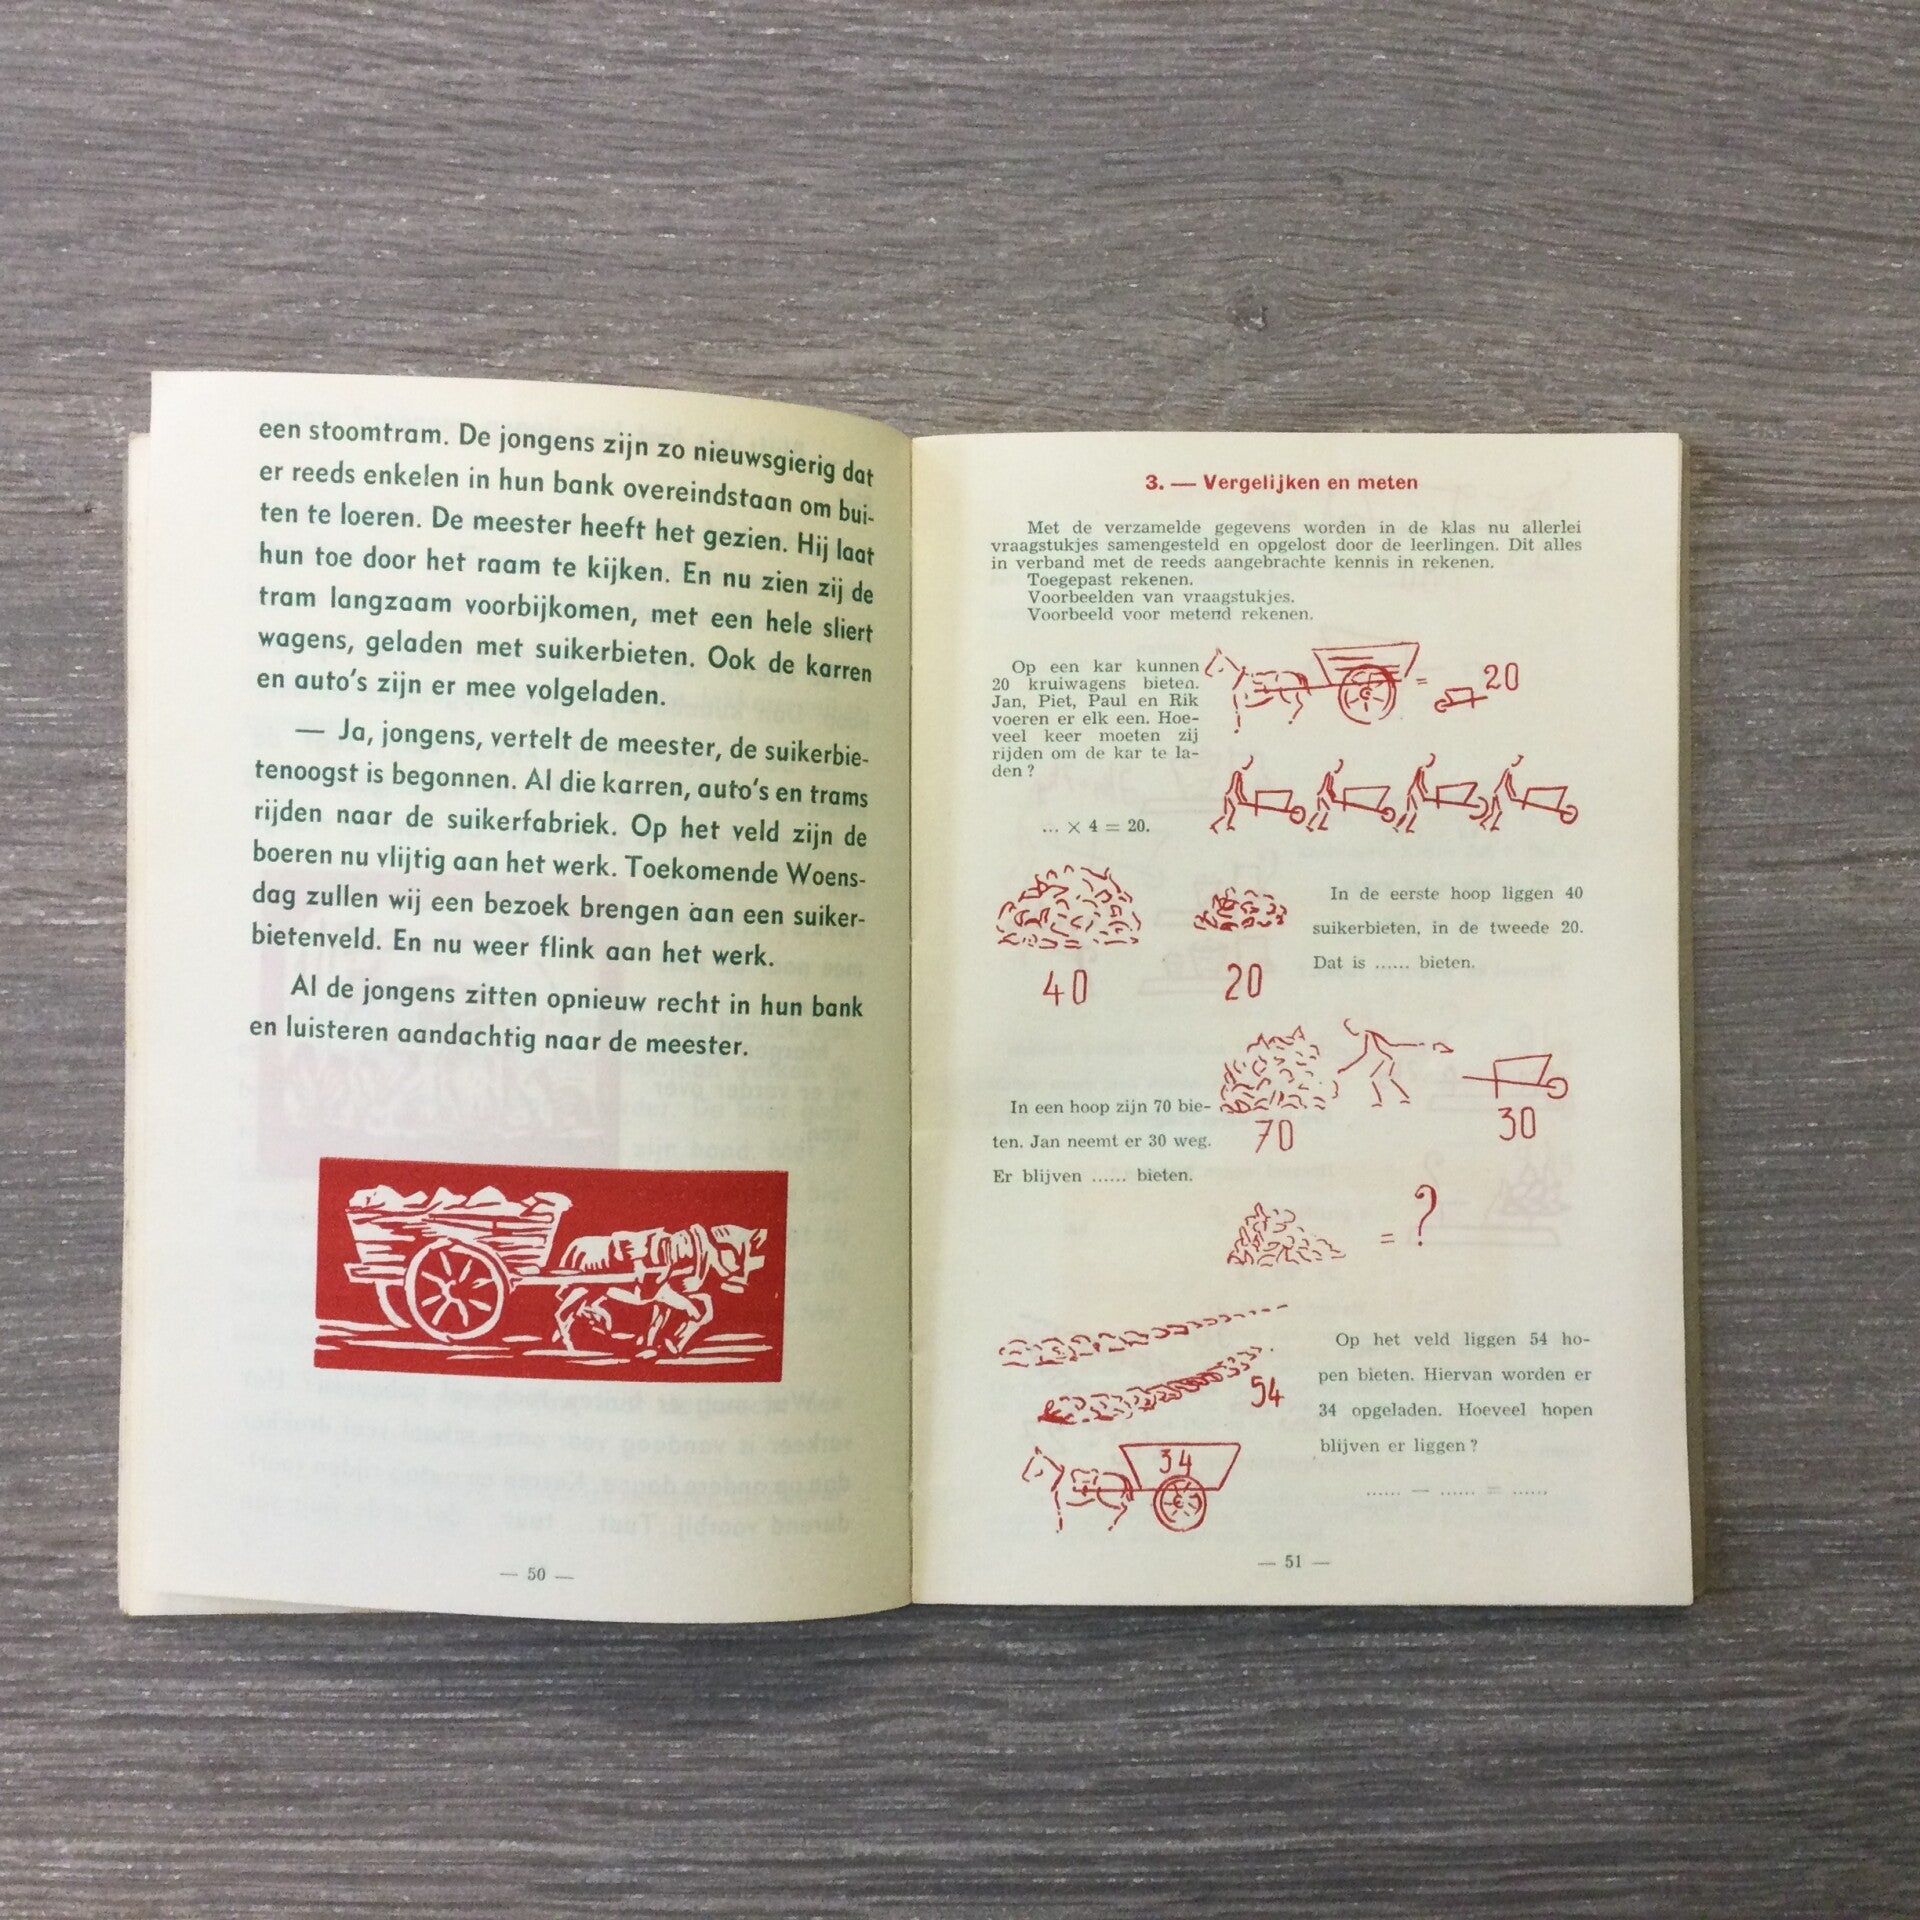 een stoomtram. De jongens zijn zo nieuwsgierig dat
er reeds enkelen in hun bank overeindstaan om bui-
ten te loeren. De meester heeft het gezien. Hij laat
hun toe door het raam te kijken. En nu zien zij de
tram langzaam voorbijkomen, met een hele sliert
wagens, geladen met suikerbieten. Ook de karren
en auto's zijn er mee volgeladen.
— Ja, jongens, vertelt de meester, de suikerbie-
tenoogst is begonnen. Al die karren, auto's en trams
rijden naar de suikerfabriek. Op het veld zijn de
boeren nu vlijtig aan het werk. Toekomende Woens-
dag zullen wij een bezoek brengen aan een suiker-
bietenveld. En nu weer flink aan het werk.
Al de jongens zitten opnieuw recht in hun bank
en luisteren aandachtig naar de meester.
— 50 —
3. — Vergelijken en meten
Met de verzamelde gegevens worden in de klas nu allerlei
vraagstukjes samengesteld en opgelost door de leerlingen. Dit alles
in verband met de reeds aangebrachte kennis in rekenen.
Toegepast rekenen.
Voorbeelden van vraagstukjes.
Voorbeeld voor metend rekenen.
Op een kar kunnen
20 kruiwagens bieten.
Jan, Piet, Paul en Rik
voeren er elk een. Hoe-
veel keer moeten zij
rijden om de kar te la-
den ?
= 20
... × 4 = 20.
40
20
In de eerste hoop liggen 40
suikerbieten, in de tweede 20.
Dat is ...... bieten.
In een hoop zijn 70 bie-
ten. Jan neemt er 30 weg.
Er blijven ...... bieten.
70
30
= ?
54
34
Op het veld liggen 54 ho-
pen bieten. Hiervan worden er
34 opgeladen. Hoeveel hopen
blijven er liggen ?
...... — ...... = ......
— 51 —